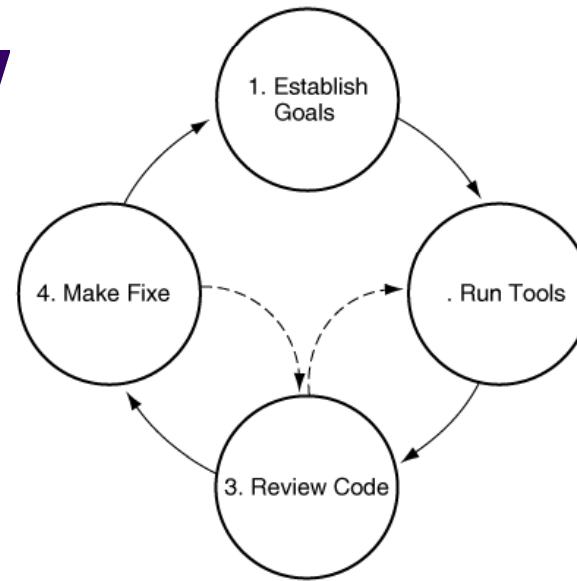 1. Establish
Goals
. Run Tools
3. Review Code
4. Make Fixe